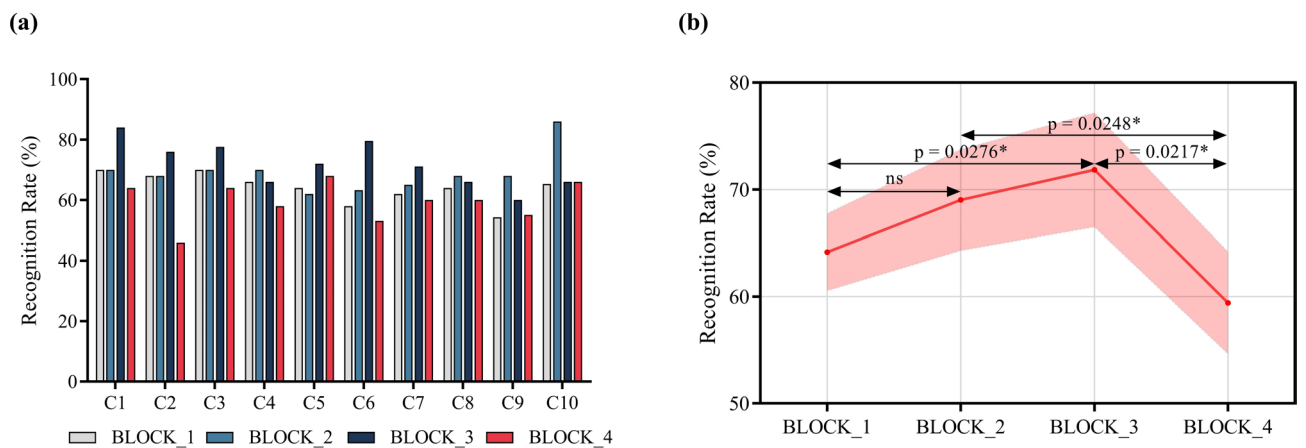 (a)
Recognition Rate (%)
100
80
60
40
20
0
C1 C2 C3 C4 C5 C6 C7 C8 C9 C10
BLOCK_1 BLOCK_2 BLOCK_3 BLOCK_4
(b)
Recognition Rate (%)
80
70
60
50
p = 0.0248*
p = 0.0276*
p = 0.0217*
ns
BLOCK_1 BLOCK_2 BLOCK_3 BLOCK_4